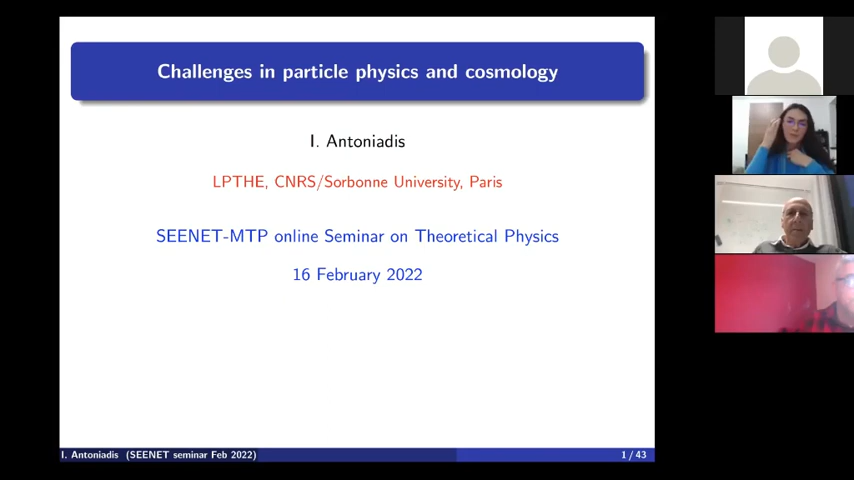 Challenges in particle physics and cosmology
I. Antoniadis
LPTHE, CNRS/Sorbonne University, Paris
SEENET-MTP online Seminar on Theoretical Physics
16 February 2022
I. Antoniadis (SEENET seminar Feb 2022)
1 / 43